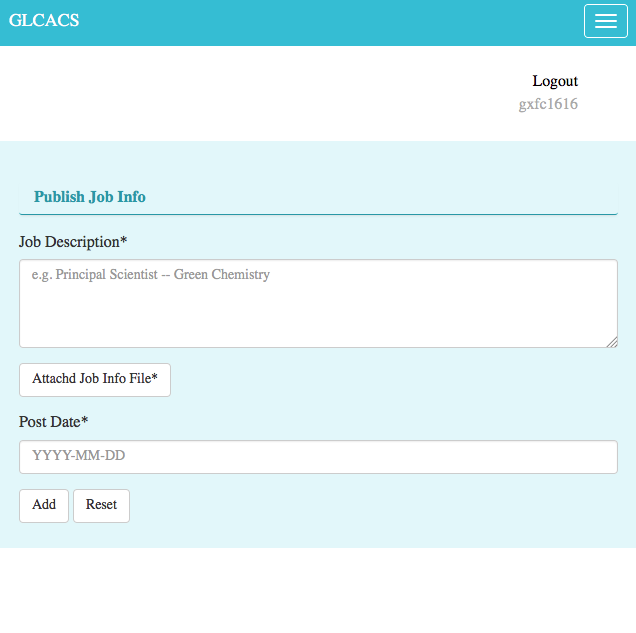 GLCACS
Logout
gxfc1616
Publish Job Info
Job Description*
e.g. Principal Scientist -- Green Chemistry
Attachd Job Info File*
Post Date*
YYYY-MM-DD
Add Reset